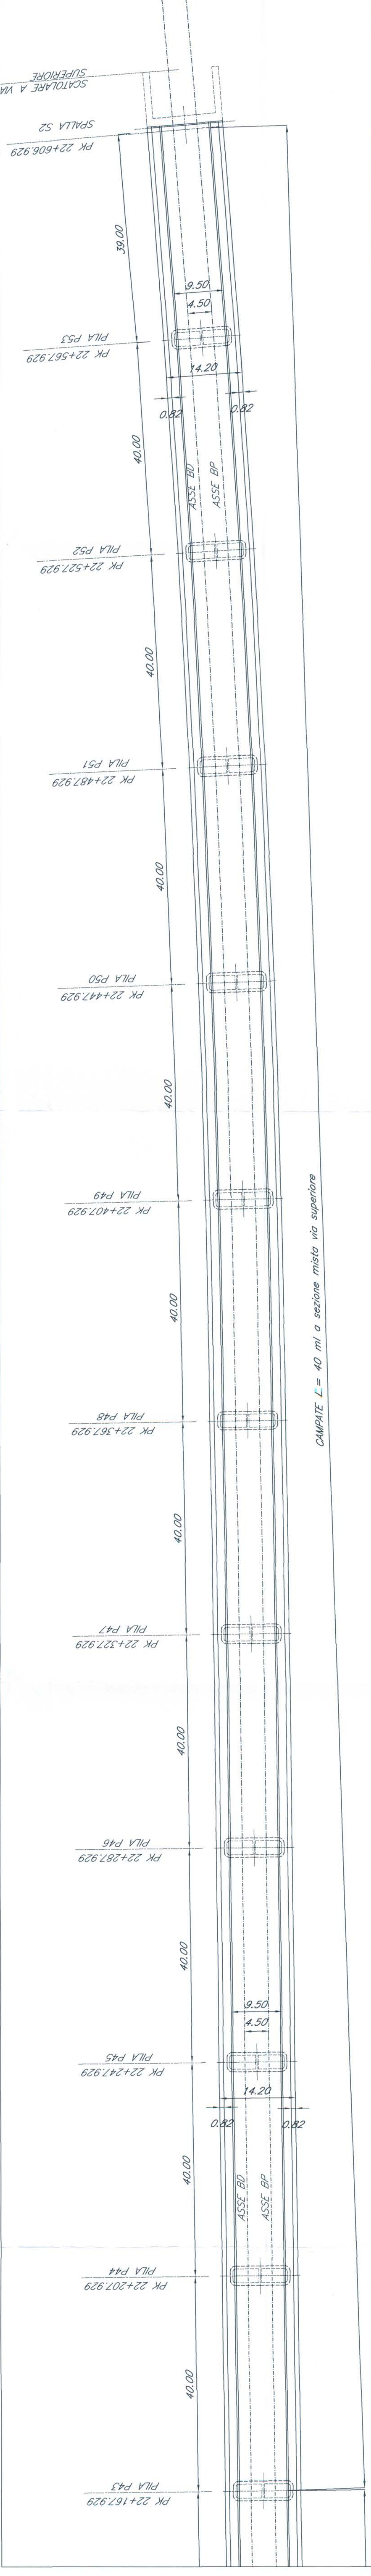 SCATOLARE A VIA
SUPERIORE
SPALLA S2
PK 22+606.929
39.00
9.50
4.50
PILA P53
PK 22+567.929
14.20
0.82
0.82
40.00
ASSE BD
ASSE BP
PILA P52
PK 22+527.929
40.00
PILA P51
PK 22+487.929
40.00
PILA P50
PK 22+447.929
40.00
PILA P49
PK 22+407.929
CAMPATE L = 40 ml a sezione mista via superiore
40.00
PILA P48
PK 22+367.929
40.00
PILA P47
PK 22+327.929
40.00
PILA P46
PK 22+287.929
40.00
9.50
4.50
PILA P45
PK 22+247.929
14.20
0.82
0.82
40.00
ASSE BD
ASSE BP
PILA P44
PK 22+207.929
40.00
PILA P43
PK 22+167.929